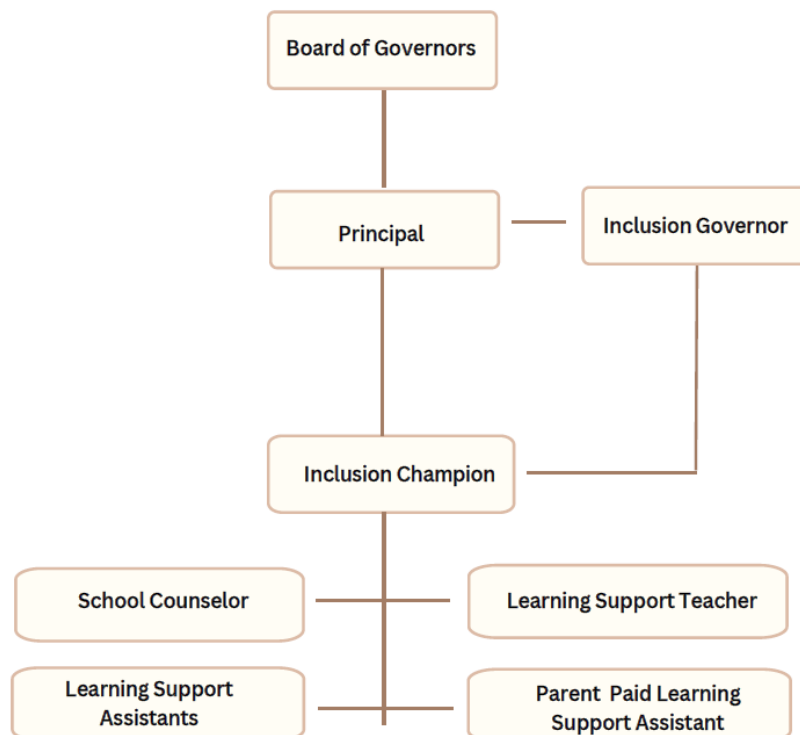 Board of Governors
Principal
Inclusion Governor
Inclusion Champion
School Counselor
Learning Support Teacher
Learning Support
Assistants
Parent Paid Learning
Support Assistant